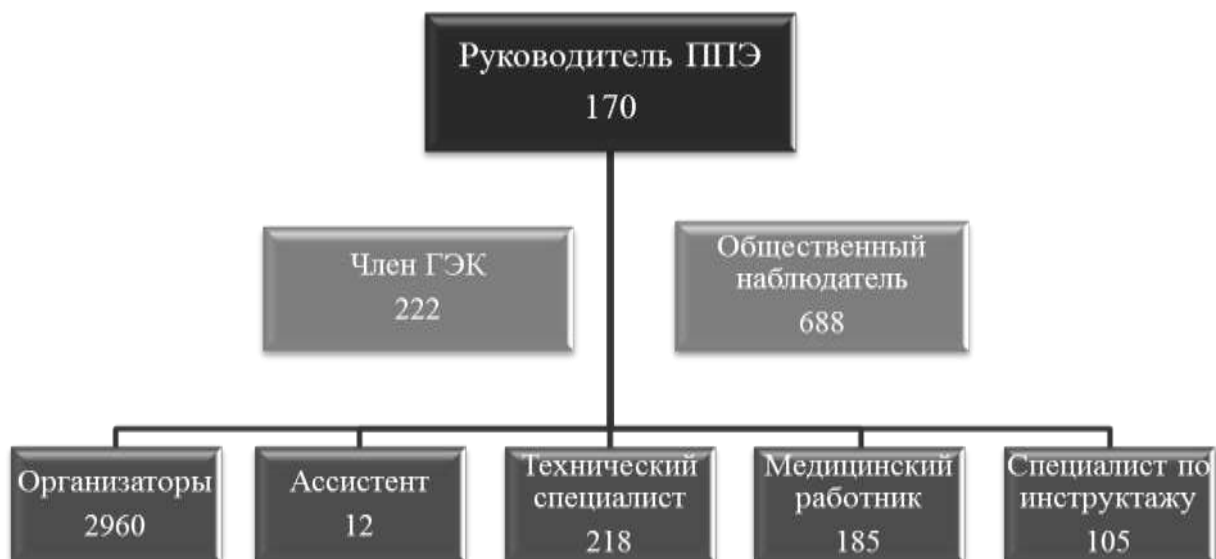 Руководитель ППЭ
170
Член ГЭК
222
Общественный
наблюдатель
688
Организаторы
2960
Ассистент
12
Технический
специалист
218
Медицинский
работник
185
Специалист по
инструктажу
105